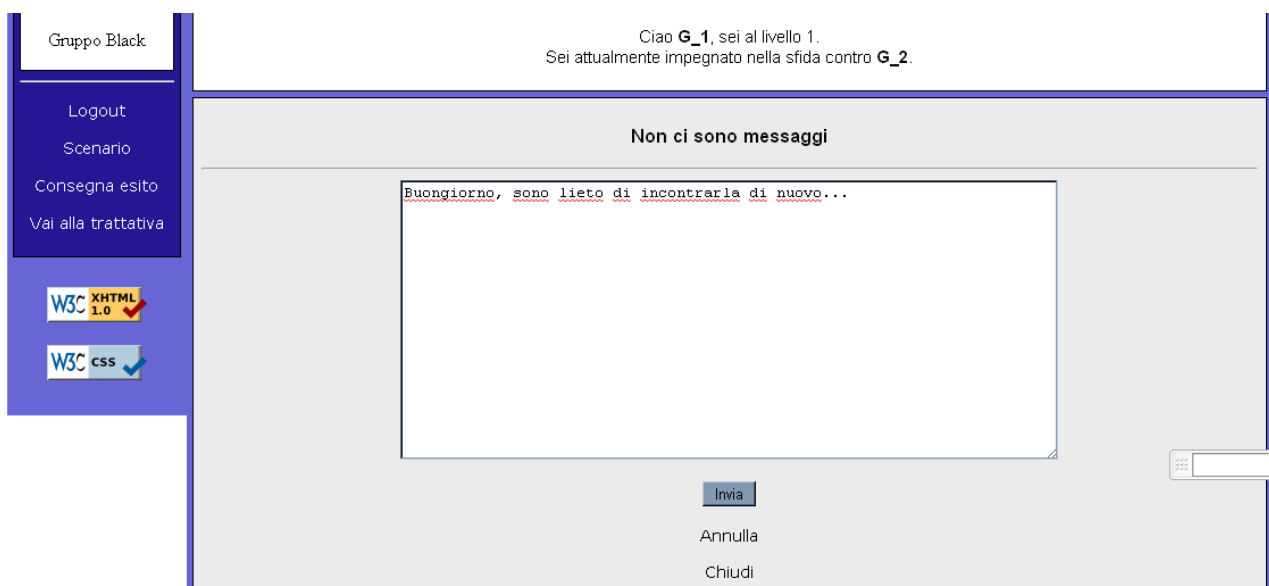 Gruppo Black
Logout
Scenario
Consegna esito
Vai alla trattativa
W3C XHTML 1.0
W3C css
Ciao G_1, sei al livello 1.
Sei attualmente impegnato nella sfida contro G_2.
Non ci sono messaggi
Buongiorno, sono lieto di incontrarla di nuovo...
Invia
Annulla
Chiudi